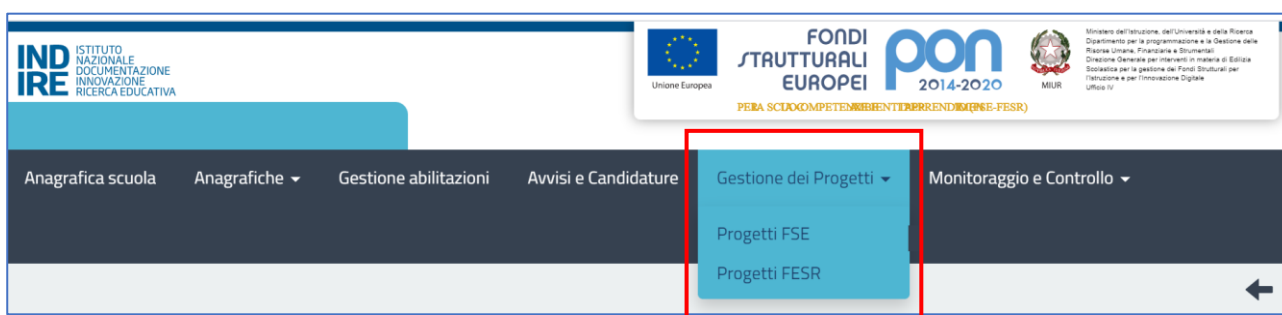 IND
IRE
ISTITUTO
NAZIONALE
DOCUMENTAZIONE
INNOVAZIONE
RICERCA EDUCATIVA
Unione Europea
FONDI
STRUTTURALI
EUROPEI
pon
2014-2020
MIUR
Ministero dell'Istruzione, dell'Università e della Ricerca
Dipartimento per la programmazione e la Gestione delle
Risorse Umane, Finanziarie e Strumentali
Direzione Generale per interventi in materia di Edilizia
Scolastica per la gestione dei Fondi Strutturali per
l'Istruzione e per l'Innovazione Digitale
Ufficio IV
Anagrafica scuola
Anagrafiche
Gestione abilitazioni
Avvisi e Candidature
Gestione dei Progetti
Monitoraggio e Controllo
Progetti FSE
Progetti FESR